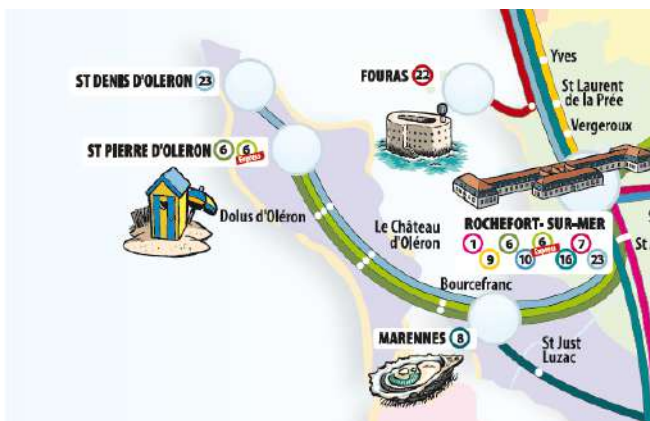 ST DENIS D'OLERON 23
FOURAS 22
Yves
St Laurent
de la Prée
Vergeroux
ST PIERRE D'OLERON 6 6
Express
Dolus d'Oléron
Le Château
d'Oléron
ROCHEFORT-SUR-MER
1 6 6 7
Express
9 10 16 23
Bourcefranc
MARENNES 8
St Just
Luzac